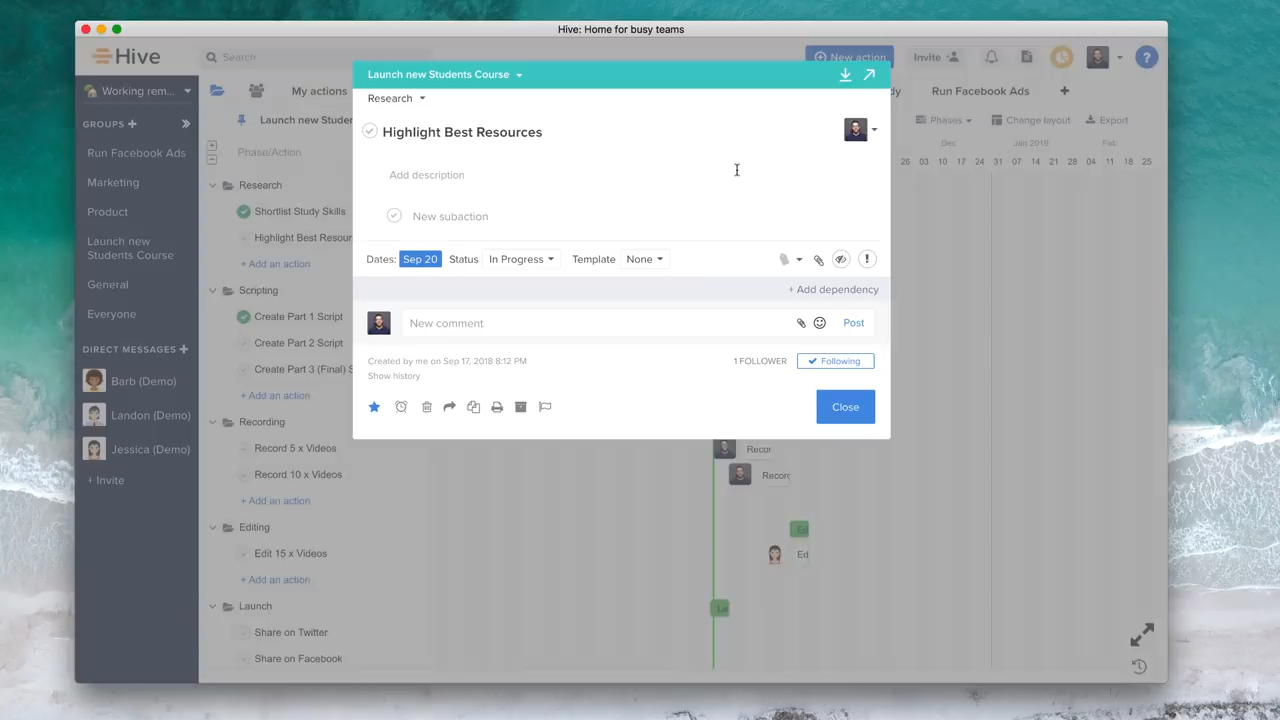 Hive: Home for busy teams
Hive
Search
New action
Invite
?
Working rem...
GROUPS
Run Facebook Ads
Marketing
Product
Launch new
Students Course
General
Everyone
DIRECT MESSAGES
Barb (Demo)
Landon (Demo)
Jessica (Demo)
+ Invite
My actions
Run Facebook Ads
Phases
Change layout
Export
Phase/Action
Dec
Jan 2019
Feb
26 03 10 17 24 31 07 14 21 28 04 11 18 25
Research
Shortlist Study Skills
Highlight Best Resour
+ Add an action
Scripting
Create Part 1 Script
Create Part 2 Script
Create Part 3 (Final) S
+ Add an action
Recording
Record 5 x Videos
Record 10 x Videos
+ Add an action
Editing
Edit 15 x Videos
+ Add an action
Launch
Share on Twitter
Share on Facebook
Recor
Recor
Ed
Ed
La
Launch new Students Course
Research
Highlight Best Resources
Add description
New subaction
Dates: Sep 20 Status In Progress Template None
+ Add dependency
New comment
Post
Created by me on Sep 17, 2018 8:12 PM
1 FOLLOWER
Following
Show history
Close